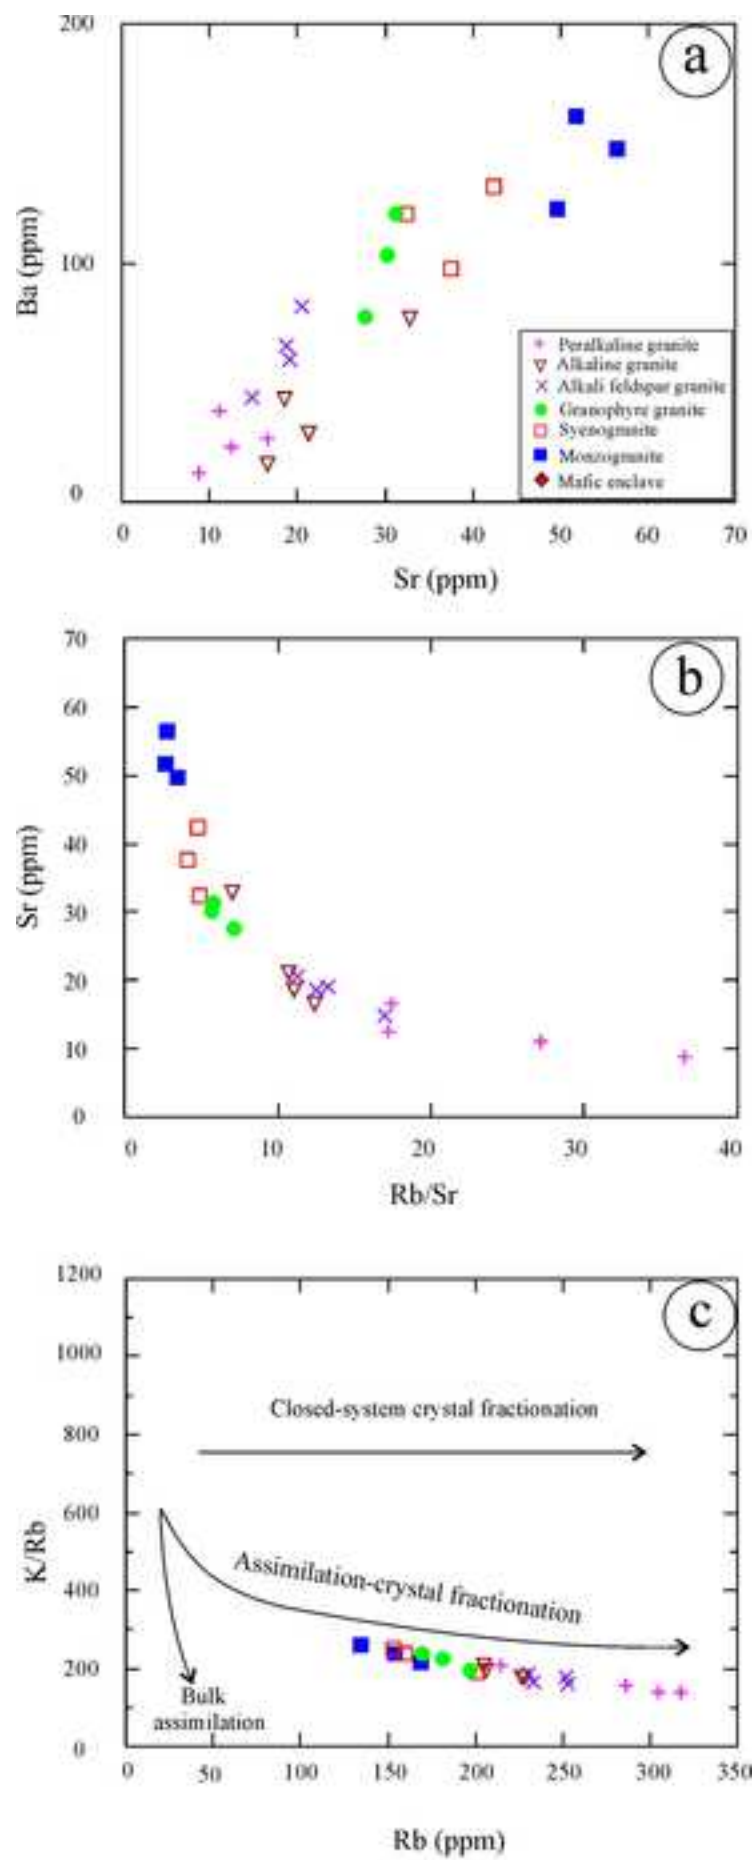 200
a
Ba (ppm)
100
Peralkaline granite
Alkaline granite
Alkali feldspar granite
Granophyre granite
Syenogranite
Monzogranite
Mafic enclave
0
0 10 20 30 40 50 60 70
Sr (ppm)
70
b
60
50
40
Sr (ppm)
30
20
10
0
0 10 20 30 40
Rb/Sr
1200
c
1000
Closed-system crystal fractionation
800
600
K/Rb
Assimilation-crystal fractionation
400
200
Bulk
assimilation
0
0 50 100 150 200 250 300 350
Rb (ppm)